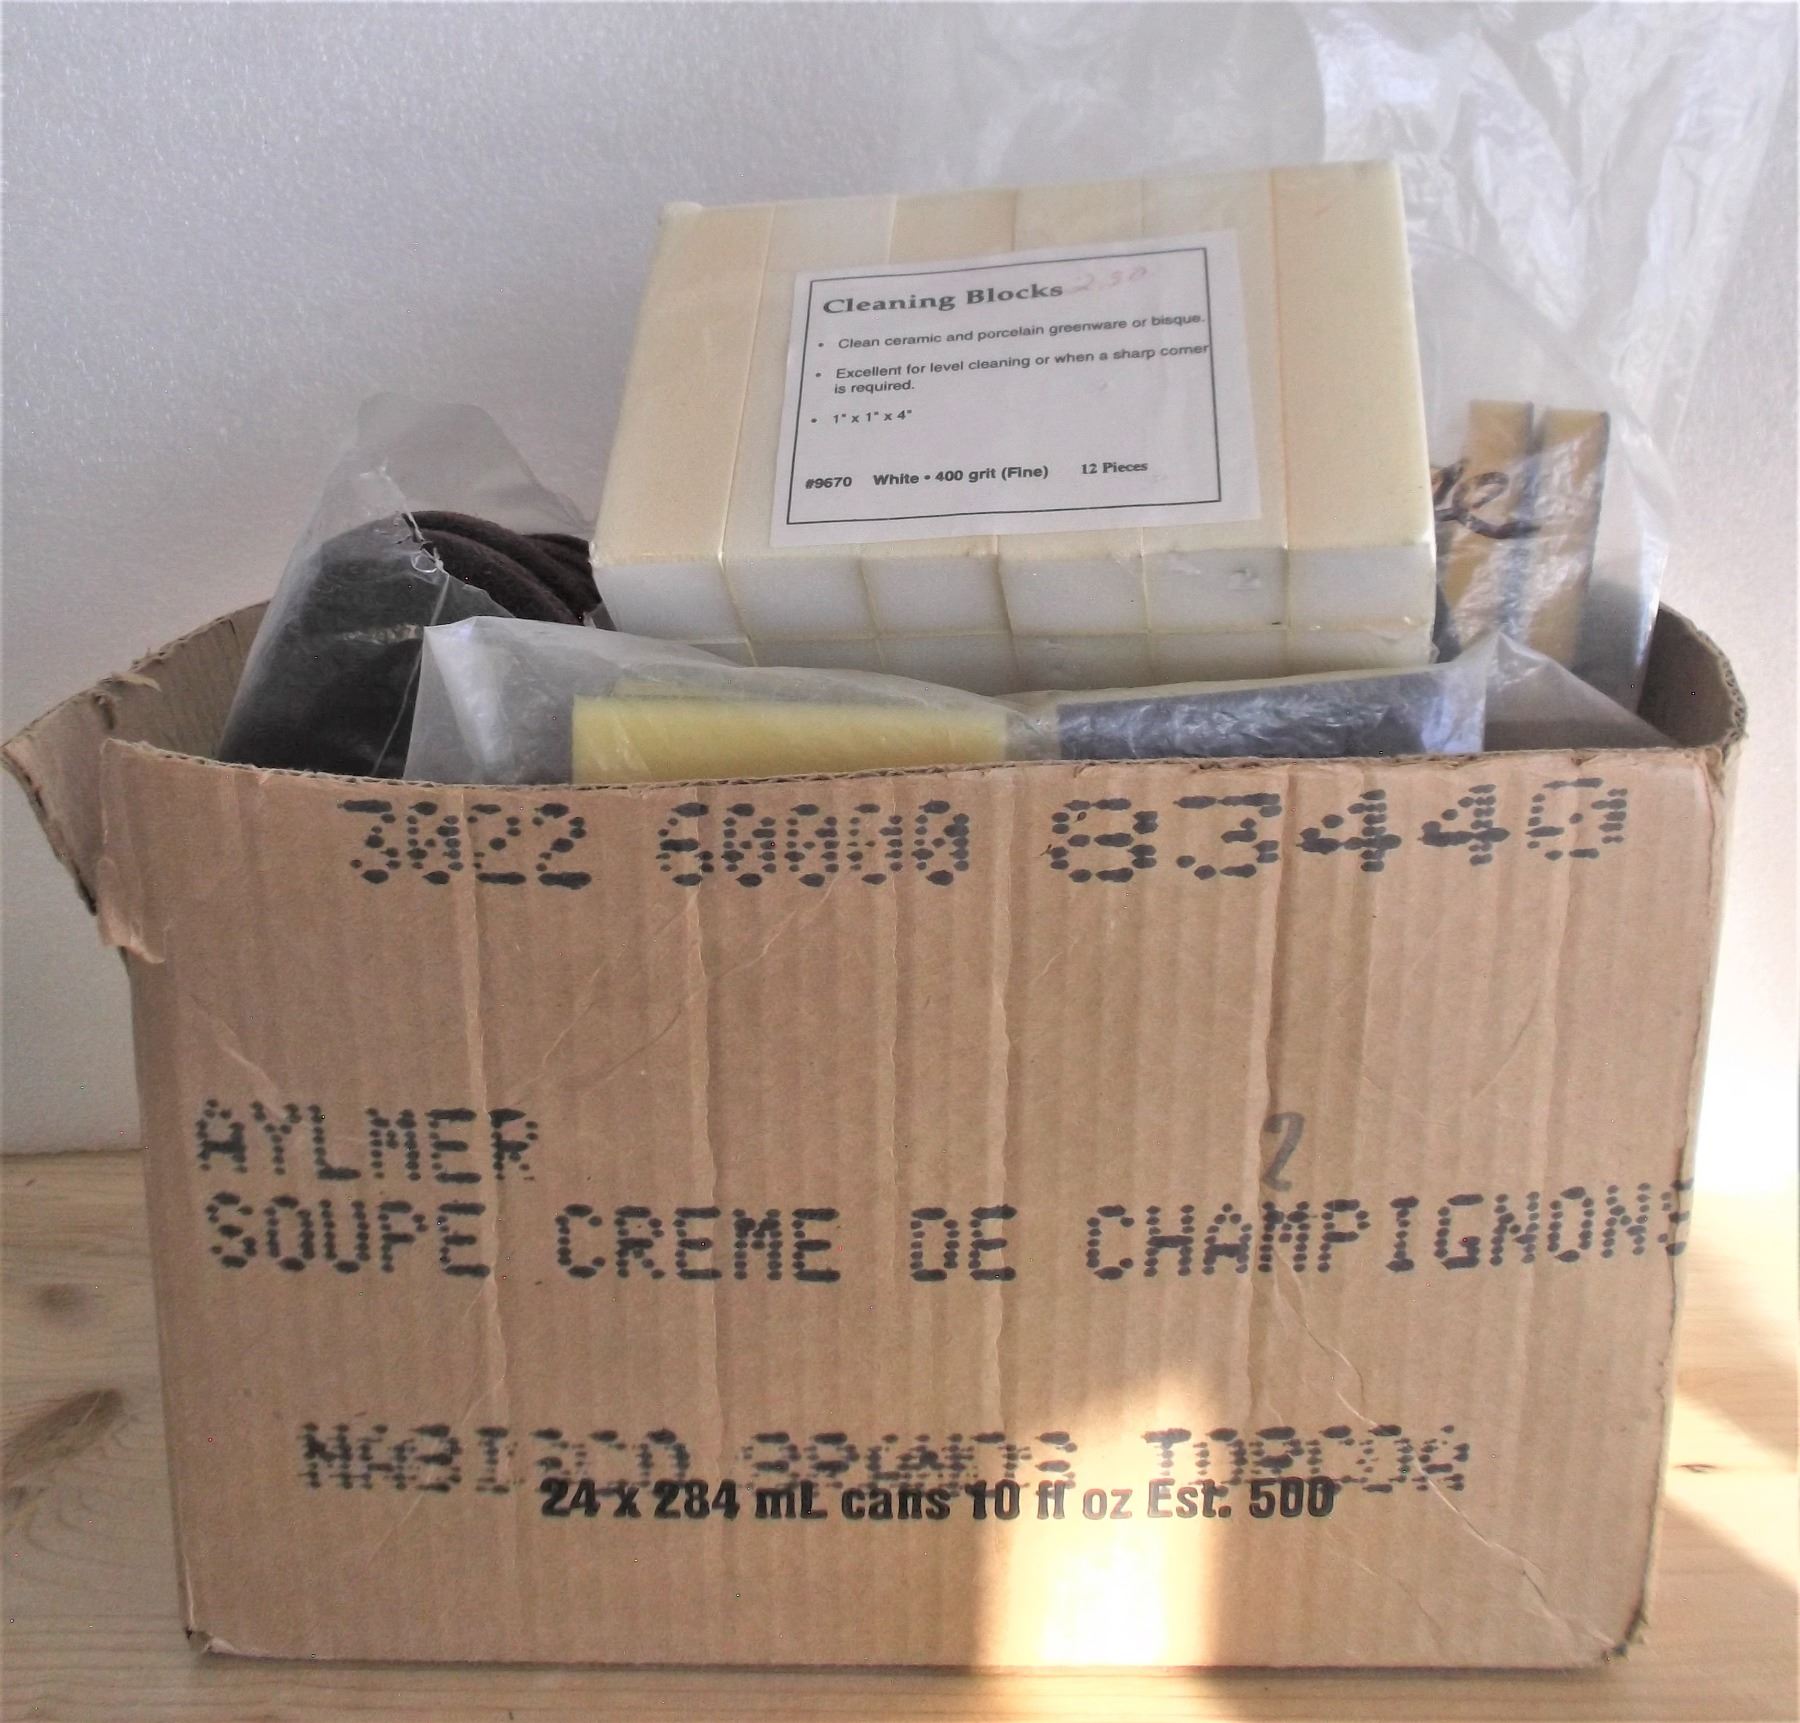 Cleaning Blocks 2.30
• Clean ceramic and porcelain greenware or bisque.
• Excellent for level cleaning or when a sharp corner
is required.
• 1" x 1" x 4"
#9670 White • 400 grit (Fine) 12 Pieces
3022 60000 83449
AYLMER
2
SOUPE CREME DE CHAMPIGNONS
24 x 284 mL cans 10 fl oz Est. 500